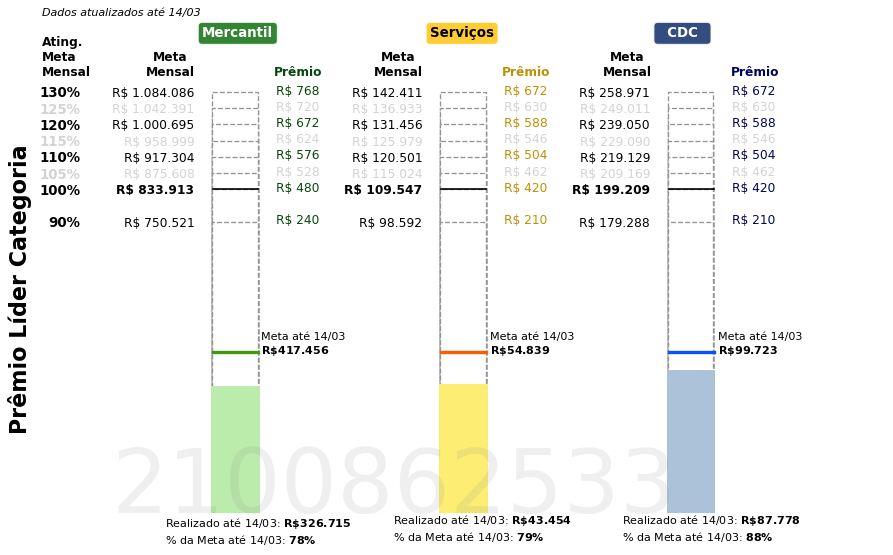 Dados atualizados até 14/03
Mercantil Serviços CDC
Ating.
Meta
Mensal
Meta
Mensal Prêmio Meta
Mensal Prêmio Meta
Mensal Prêmio
130% R$ 1.084.086 R$ 768 R$ 142.411 R$ 672 R$ 258.971 R$ 672
125% R$ 1.042.391 R$ 720 R$ 136.933 R$ 630 R$ 249.011 R$ 630
120% R$ 1.000.695 R$ 672 R$ 131.456 R$ 588 R$ 239.050 R$ 588
115% R$ 958.999 R$ 624 R$ 125.979 R$ 546 R$ 229.090 R$ 546
110% R$ 917.304 R$ 576 R$ 120.501 R$ 504 R$ 219.129 R$ 504
105% R$ 875.608 R$ 528 R$ 115.024 R$ 462 R$ 209.169 R$ 462
100% R$ 833.913 R$ 480 R$ 109.547 R$ 420 R$ 199.209 R$ 420
90% R$ 750.521 R$ 240 R$ 98.592 R$ 210 R$ 179.288 R$ 210
Prêmio Líder Categoria
Meta até 14/03 Meta até 14/03 Meta até 14/03
R$417.456 R$54.839 R$99.723
2100862533
Realizado até 14/03: R$326.715 Realizado até 14/03: R$43.454 Realizado até 14/03: R$87.778
% da Meta até 14/03: 78% % da Meta até 14/03: 79% % da Meta até 14/03: 88%